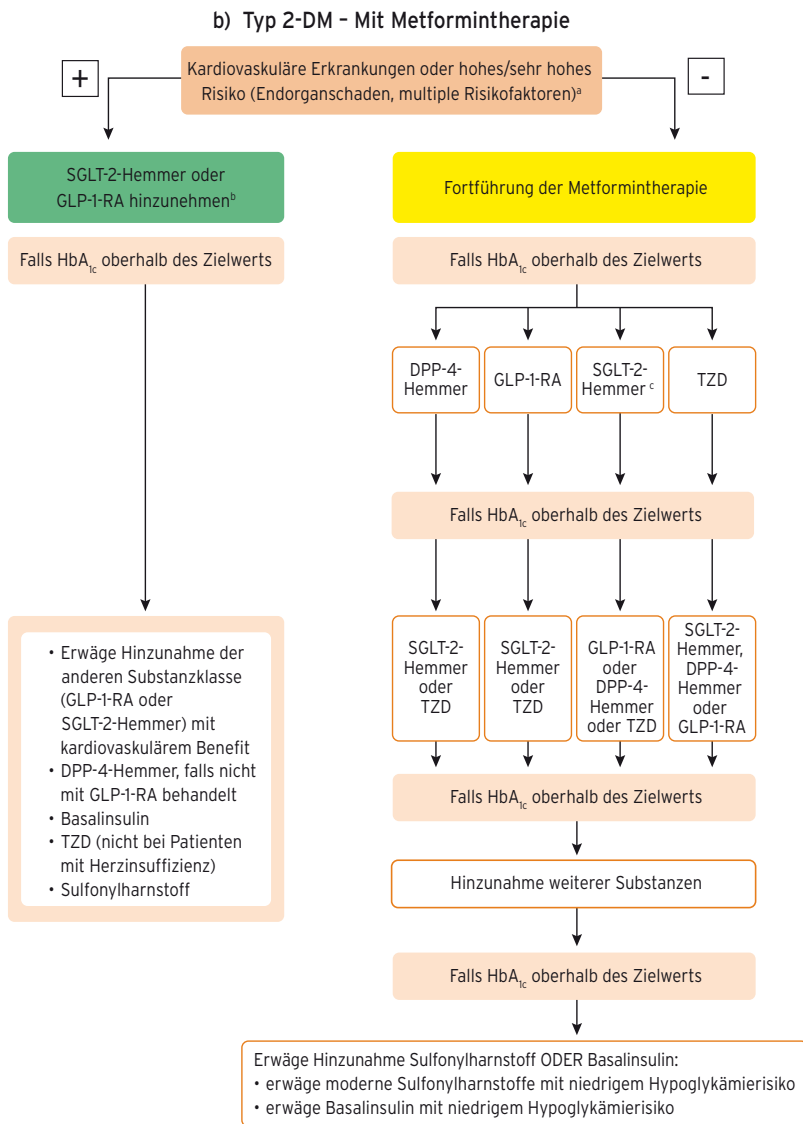 b) Typ 2-DM – Mit Metformintherapie
+
Kardiovaskuläre Erkrankungen oder hohes/sehr hohes
Risiko (Endorganschaden, multiple Risikofaktoren)ᵃ
-
SGLT-2-Hemmer oder
GLP-1-RA hinzunehmenᵇ
Falls HbA1c oberhalb des Zielwerts
• Erwäge Hinzunahme der
anderen Substanzklasse
(GLP-1-RA oder
SGLT-2-Hemmer) mit
kardiovaskulärem Benefit
• DPP-4-Hemmer, falls nicht
mit GLP-1-RA behandelt
• Basalinsulin
• TZD (nicht bei Patienten
mit Herzinsuffizienz)
• Sulfonylharnstoff
Fortführung der Metformintherapie
Falls HbA1c oberhalb des Zielwerts
DPP-4-
Hemmer
GLP-1-RA
SGLT-2-
Hemmer ᶜ
TZD
Falls HbA1c oberhalb des Zielwerts
SGLT-2-
Hemmer
oder
TZD
SGLT-2-
Hemmer
oder
TZD
GLP-1-RA
oder
DPP-4-
Hemmer
oder TZD
SGLT-2-
Hemmer,
DPP-4-
Hemmer
oder
GLP-1-RA
Falls HbA1c oberhalb des Zielwerts
Hinzunahme weiterer Substanzen
Falls HbA1c oberhalb des Zielwerts
Erwäge Hinzunahme Sulfonylharnstoff ODER Basalinsulin:
• erwäge moderne Sulfonylharnstoffe mit niedrigem Hypoglykämierisiko
• erwäge Basalinsulin mit niedrigem Hypoglykämierisiko